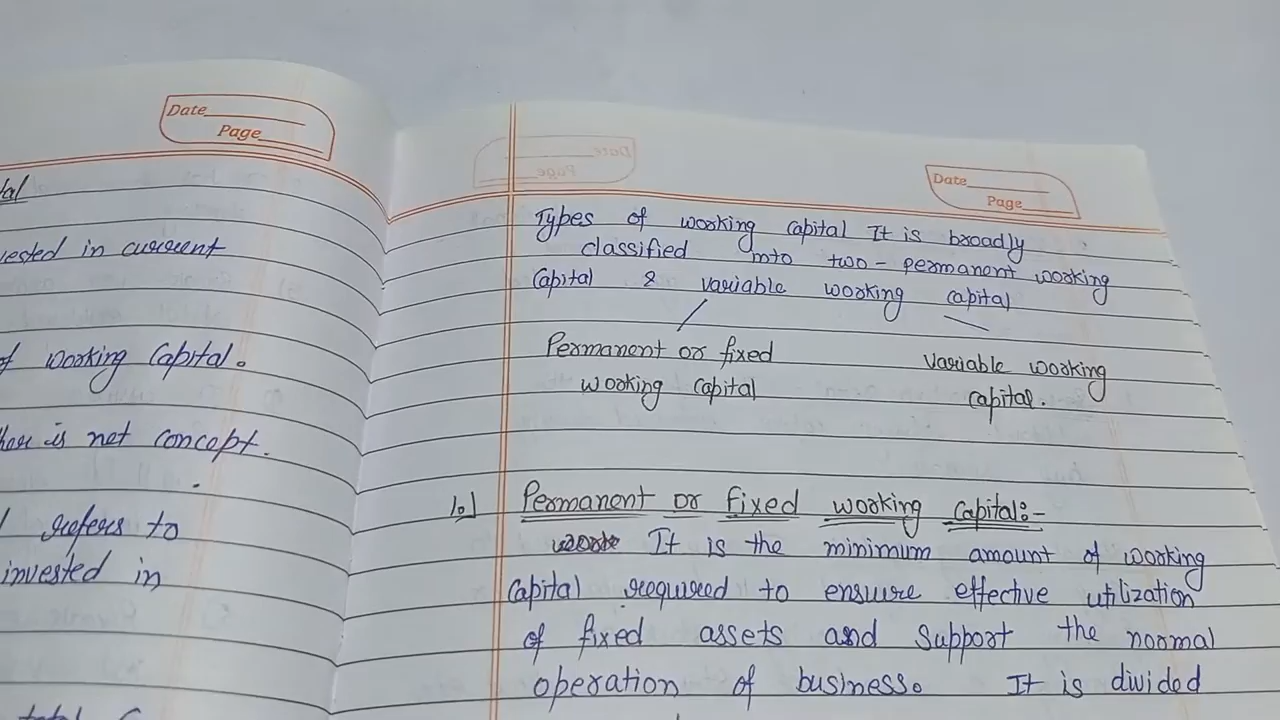 Date
Page
tal
ested in current
of working Capital.
here is net concept.
refers to
invested in
Date
Page
Types of working Capital It is broadly
classified into two - permanent working
Capital & variable working capital
Permanent or fixed
working Capital
Variable working
capital.
1.] Permanent or fixed working Capital:-
It is the minimum amount of working
Capital required to ensure effective utilization
of fixed assets and support the normal
operation of business. It is divided